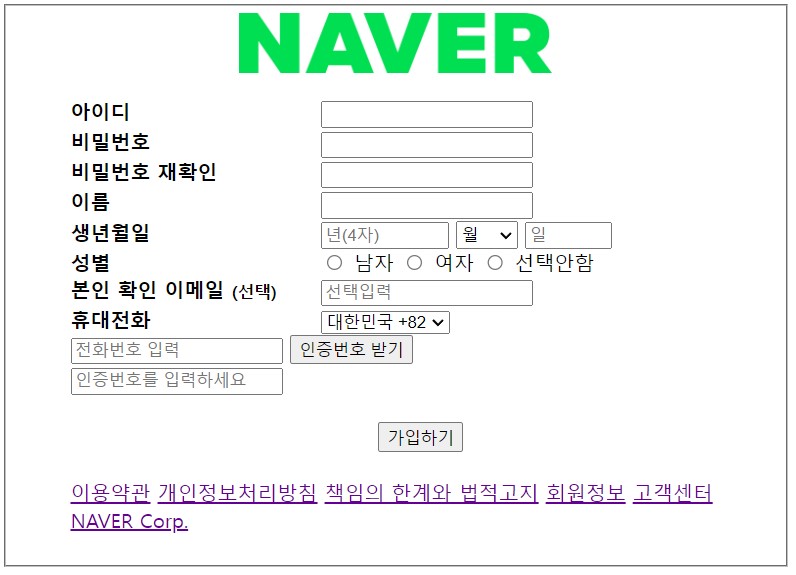 NAVER
아이디
비밀번호
비밀번호 재확인
이름
생년월일 년(4자) 월 일
성별 남자 여자 선택안함
본인 확인 이메일 (선택) 선택입력
휴대전화 대한민국 +82
전화번호 입력 인증번호 받기
인증번호를 입력하세요
가입하기
이용약관 개인정보처리방침 책임의 한계와 법적고지 회원정보 고객센터
NAVER Corp.